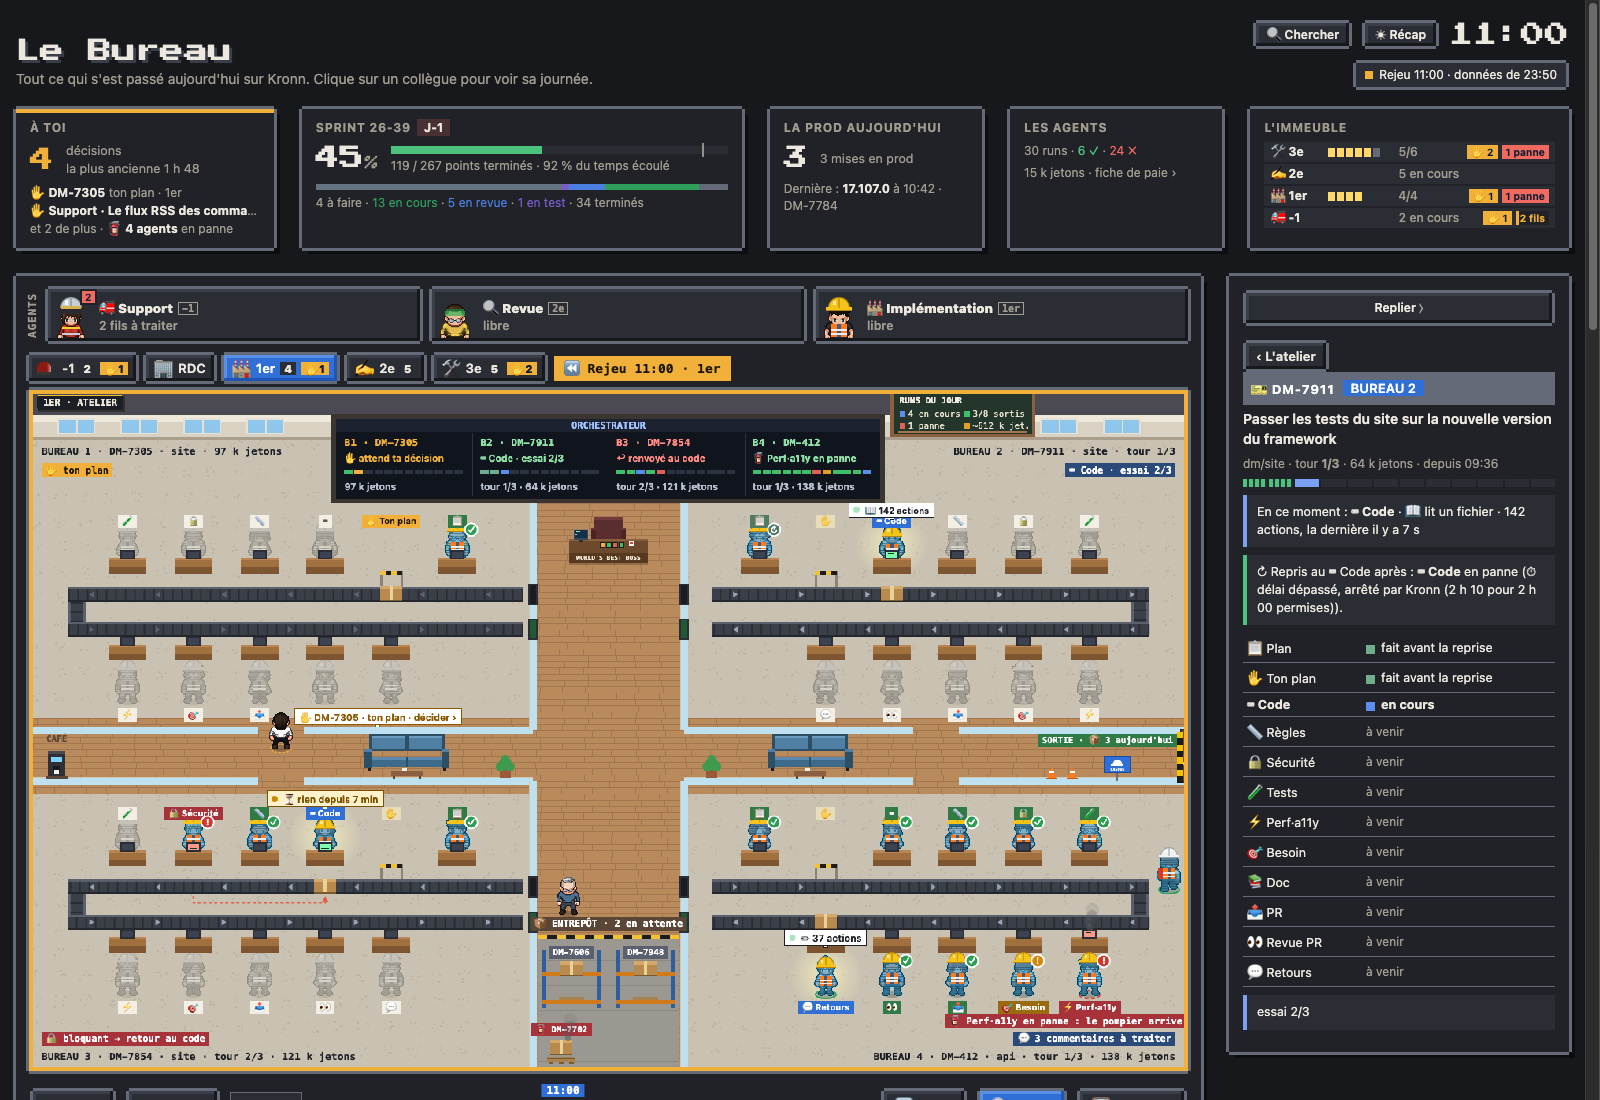 Le Bureau
Tout ce qui s'est passé aujourd'hui sur Kronn. Clique sur un collègue pour voir sa journée.
Chercher
Récap
11:00
Rejeu 11:00 · données de 23:50
À TOI
4
décisions
la plus ancienne 1 h 48
DM-7305 ton plan · 1er
Support · Le flux RSS des comma...
et 2 de plus · 4 agents en panne
SPRINT 26-39 J-1
45%
119 / 267 points terminés · 92 % du temps écoulé
4 à faire · 13 en cours · 5 en revue · 1 en test · 34 terminés
LA PROD AUJOURD'HUI
3
3 mises en prod
Dernière : 17.107.0 à 10:42 ·
DM-7784
LES AGENTS
30 runs · 6 ✓ · 24 ✕
15 k jetons · fiche de paie ›
L'IMMEUBLE
3e 5/6 2 1 panne
2e 5 en cours
1er 4/4 1 1 panne
-1 2 en cours 1 2 fils
AGENTS
2
Support -1
2 fils à traiter
Revue 2e
libre
Implémentation 1er
libre
-1 2 1
RDC
1er 4 1
2e 5
3e 5 2
Rejeu 11:00 · 1er
1ER · ATELIER
ORCHESTRATEUR
B1 · DM-7305
attend ta décision
97 k jetons
B2 · DM-7911
Code · essai 2/3
tour 1/3 · 64 k jetons
B3 · DM-7854
renvoyé au code
tour 2/3 · 121 k jetons
B4 · DM-412
Perf-a11y en panne
tour 1/3 · 138 k jetons
RUNS DU JOUR
4 en cours 3/8 sortis
1 panne ~612 k jet.
BUREAU 1 · DM-7305 · site · 97 k jetons
ton plan
BUREAU 2 · DM-7911 · site · tour 1/3
Code · essai 2/3
Ton plan
142 actions
Code
WORLD'S BEST BOSS
DM-7305 · ton plan · décider ›
CAFÉ
SORTIE · 3 aujourd'hui
rien depuis 7 min
Sécurité
Code
ENTREPÔT · 2 en attente
DM-7606
DM-7948
DM-7782
37 actions
Retours
Besoin
Perf-a11y
Perf-a11y en panne : le pompier arrive
3 commentaires à traiter
bloquant → retour au code
BUREAU 3 · DM-7854 · site · tour 2/3 · 121 k jetons
BUREAU 4 · DM-412 · api · tour 1/3 · 138 k jetons
11:00
Replier ›
‹ L'atelier
DM-7911 BUREAU 2
Passer les tests du site sur la nouvelle version
du framework
dm/site · tour 1/3 · 64 k jetons · depuis 09:36
En ce moment : Code · lit un fichier · 142
actions, la dernière il y a 7 s
↻ Repris au Code après : Code en panne (⏱
délai dépassé, arrêté par Kronn (2 h 10 pour 2 h
00 permises)).
Plan fait avant la reprise
Ton plan fait avant la reprise
Code en cours
Règles à venir
Sécurité à venir
Tests à venir
Perf-a11y à venir
Besoin à venir
Doc à venir
PR à venir
Revue PR à venir
Retours à venir
essai 2/3